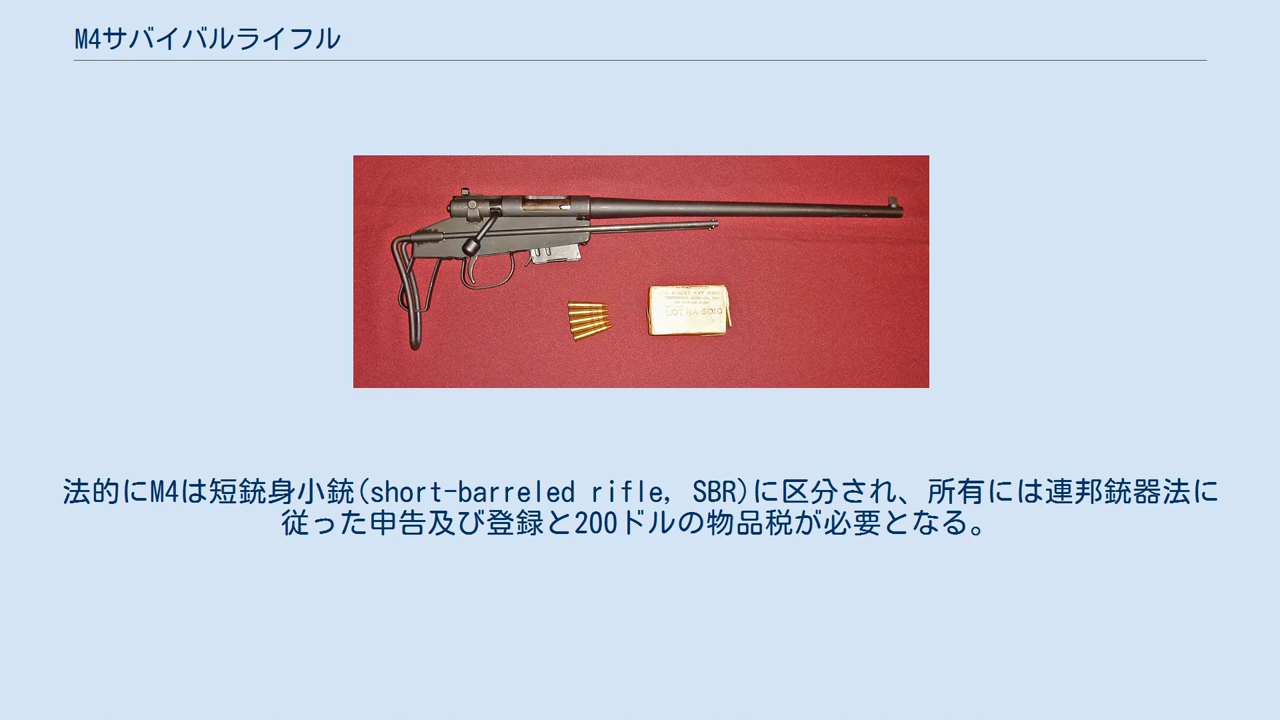 M4サバイバルライフル
LOT RA 5010
法的にM4は短銃身小銃(short-barreled rifle, SBR)に区分され、所有には連邦銃器法に
従った申告及び登録と200ドルの物品税が必要となる。